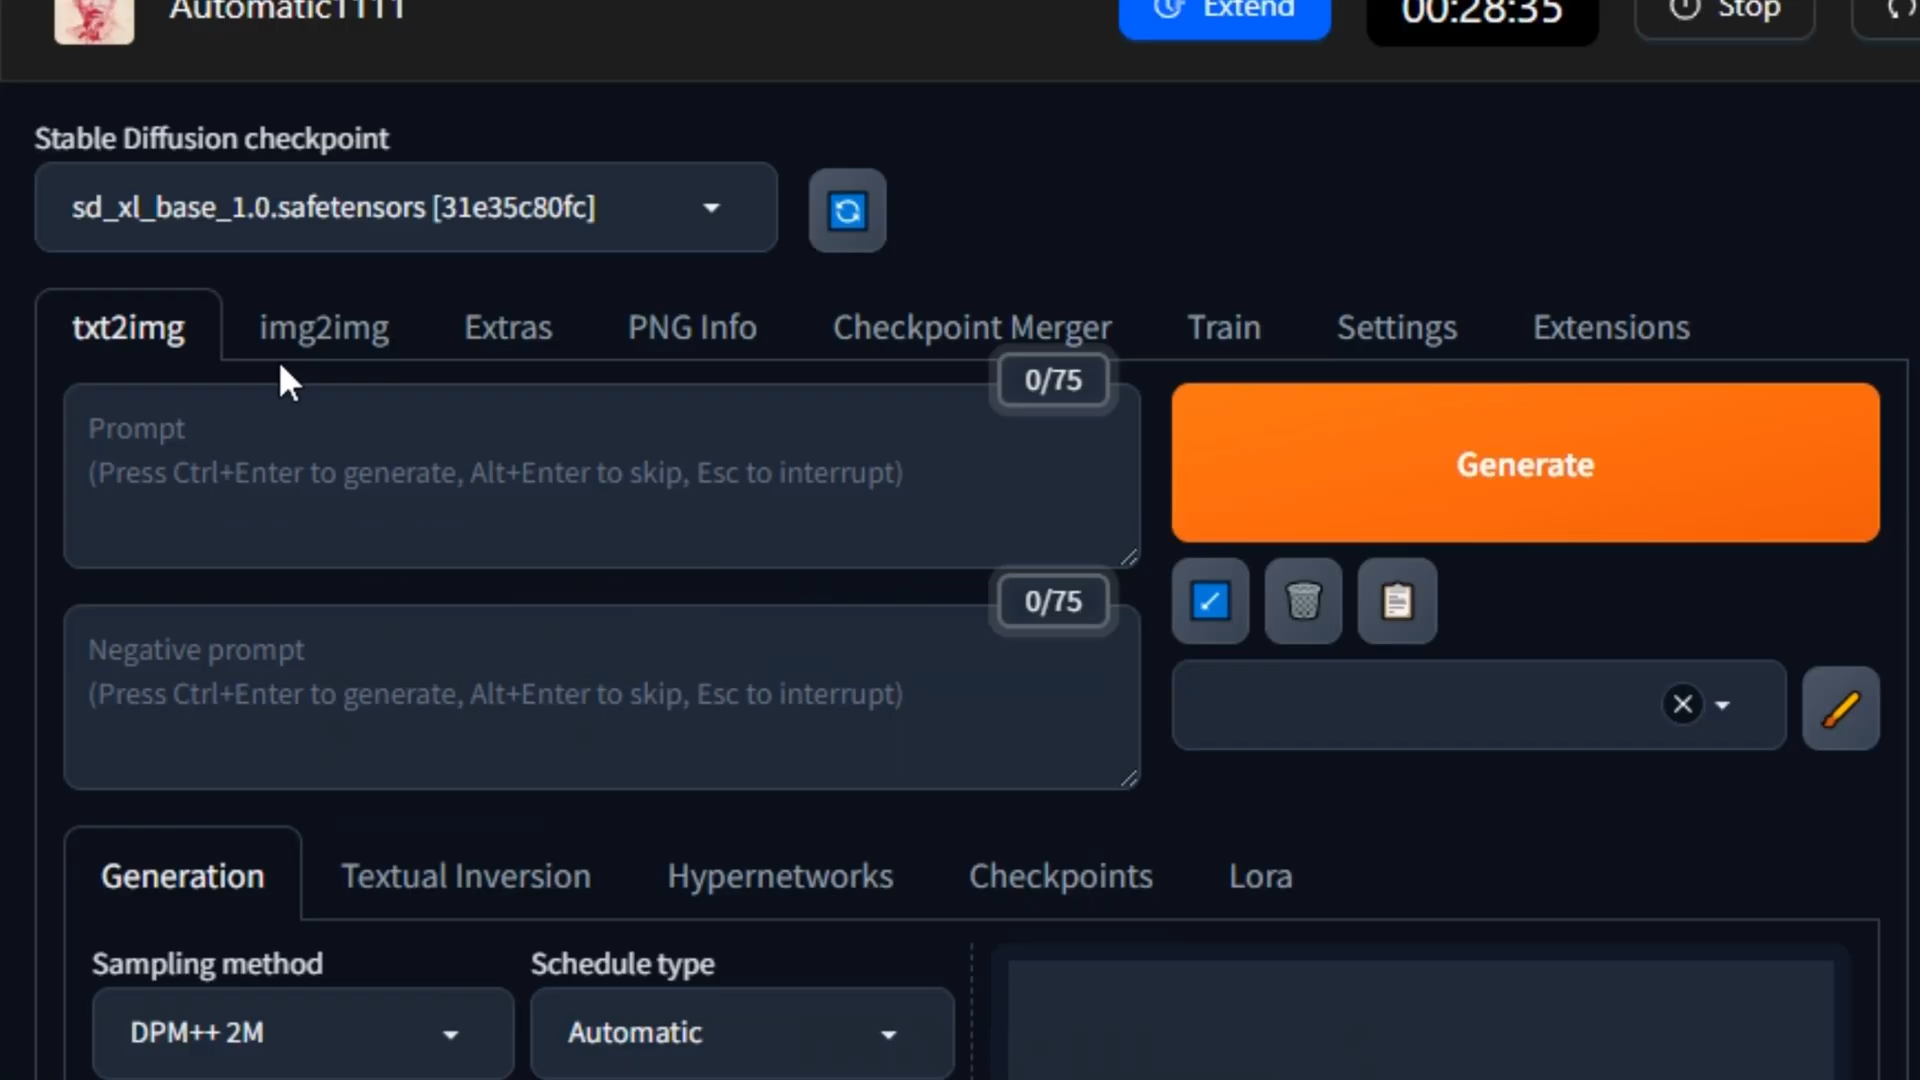 Automatic1111
Extend
00:28:35
Stop
Stable Diffusion checkpoint
sd_xl_base_1.0.safetensors [31e35c80fc]
txt2img
img2img
Extras
PNG Info
Checkpoint Merger
Train
Settings
Extensions
0/75
Prompt
(Press Ctrl+Enter to generate, Alt+Enter to skip, Esc to interrupt)
Generate
0/75
Negative prompt
(Press Ctrl+Enter to generate, Alt+Enter to skip, Esc to interrupt)
Generation
Textual Inversion
Hypernetworks
Checkpoints
Lora
Sampling method
Schedule type
DPM++ 2M
Automatic